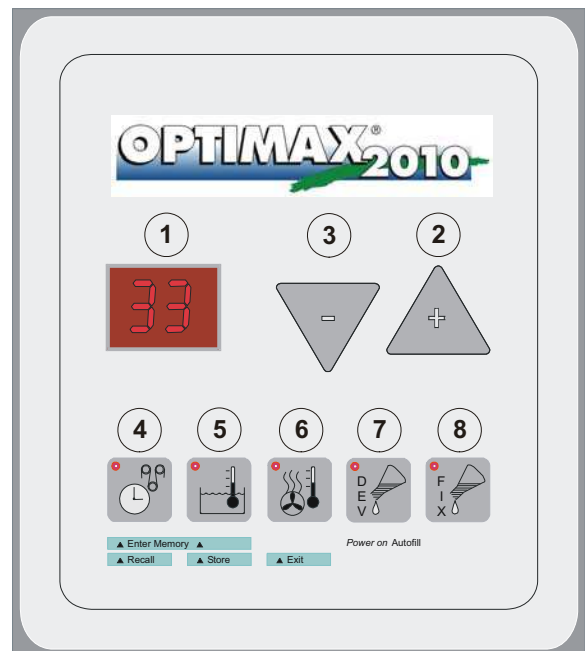 OPTIMAX® 2010
1 3 2
33 - +
4 5 6 7 8
DEV FIX
▲ Enter Memory ▲ Power on Autofill
▲ Recall ▲ Store ▲ Exit